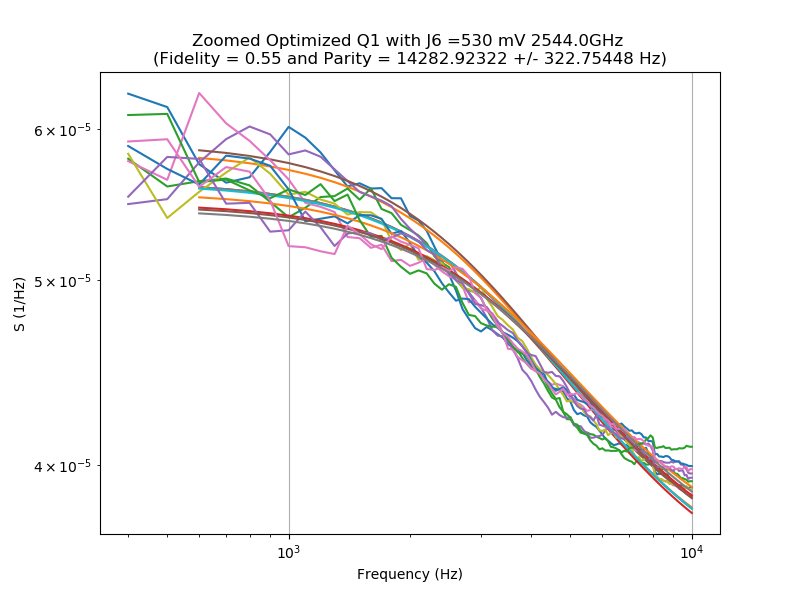 Zoomed Optimized Q1 with J6 =530 mV 2544.0GHz
(Fidelity = 0.55 and Parity = 14282.92322 +/- 322.75448 Hz)
6 × 10⁻⁵
5 × 10⁻⁵
4 × 10⁻⁵
S (1/Hz)
10³
10⁴
Frequency (Hz)